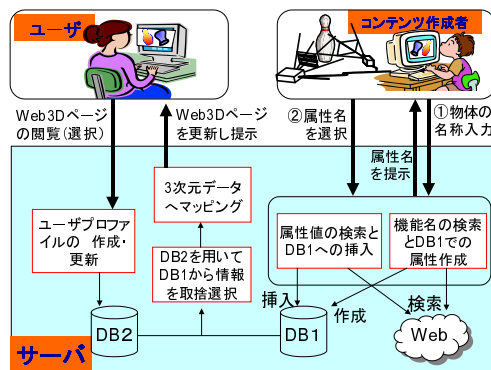 ユーザ
コンテンツ作成者
Web3Dページ
の閲覧(選択)
Web3Dページ
を更新し提示
②属性名
を選択
①物体の
名称入力
属性名
を提示
3次元データ
へマッピング
ユーザプロファ
イルの 作成・
更新
DB2を用いて
DB1から情報
を取捨選択
属性値の検索と
DB1への挿入
機能名の検索
とDB1での
属性作成
挿入
作成
検索
DB2
DB1
Web
サーバ